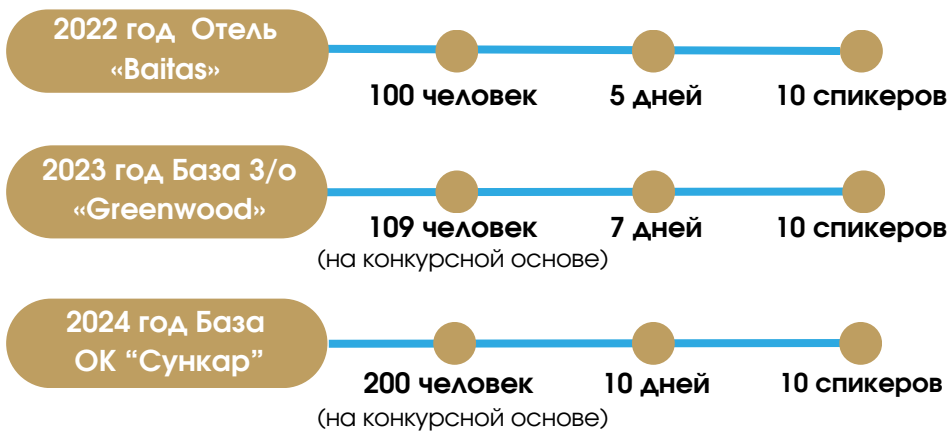 2022 год Отель
«Baitas»
100 человек
5 дней
10 спикеров
2023 год База З/о
«Greenwood»
109 человек
7 дней
10 спикеров
(на конкурсной основе)
2024 год База
ОК “Сункар”
200 человек
10 дней
10 спикеров
(на конкурсной основе)